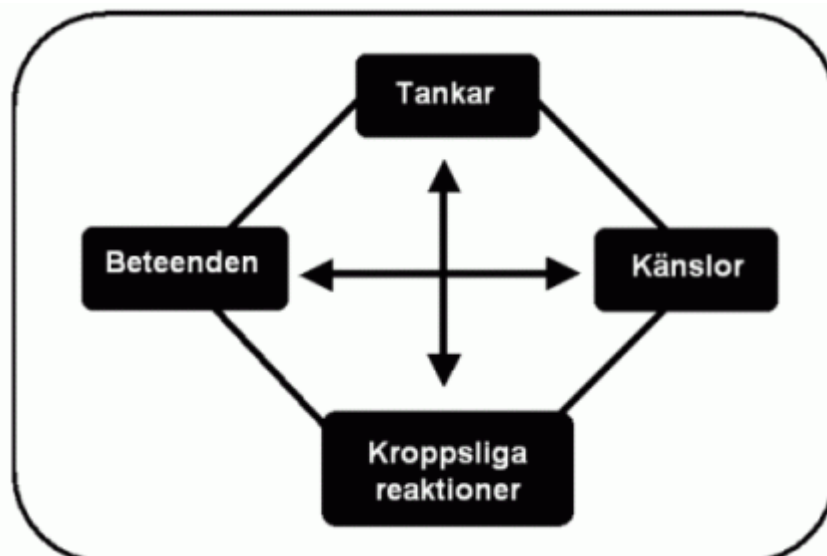 Tankar
Beteenden
Känslor
Kroppsliga
reaktioner